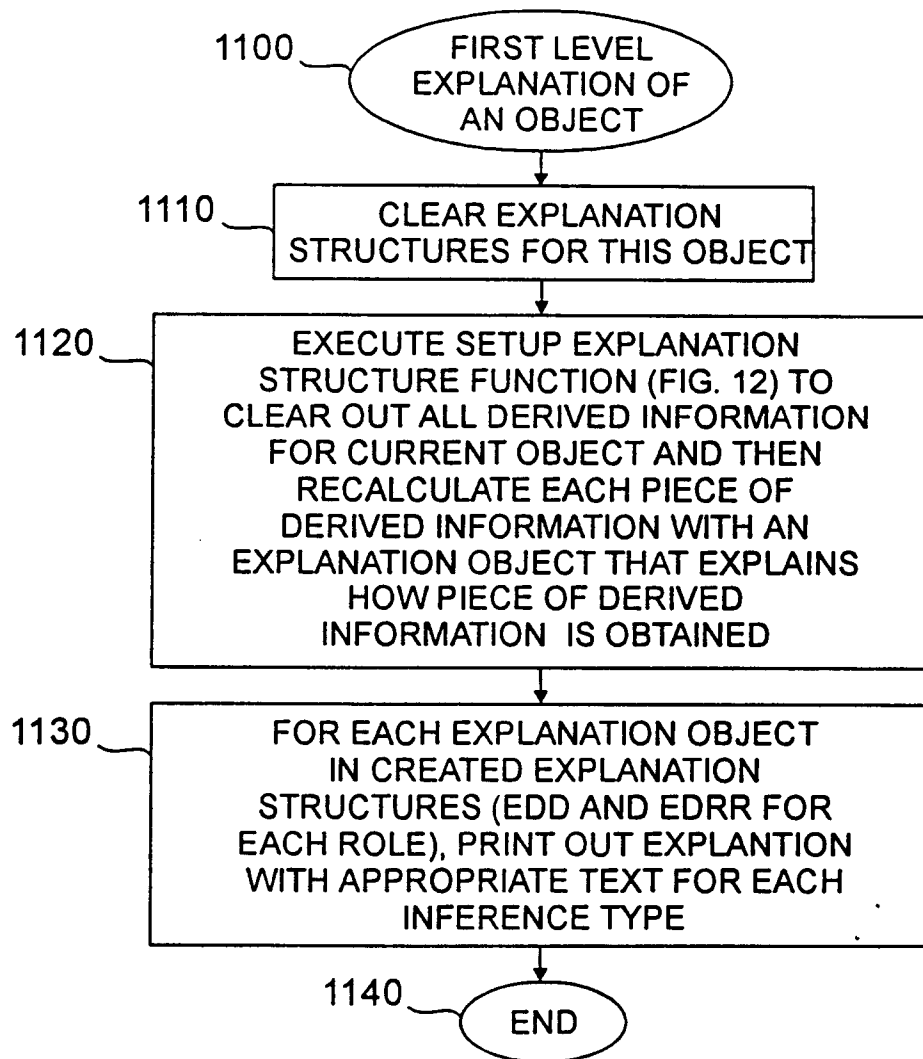 1100
FIRST LEVEL
EXPLANATION OF
AN OBJECT
1110
CLEAR EXPLANATION
STRUCTURES FOR THIS OBJECT
1120
EXECUTE SETUP EXPLANATION
STRUCTURE FUNCTION (FIG. 12) TO
CLEAR OUT ALL DERIVED INFORMATION
FOR CURRENT OBJECT AND THEN
RECALCULATE EACH PIECE OF
DERIVED INFORMATION WITH AN
EXPLANATION OBJECT THAT EXPLAINS
HOW PIECE OF DERIVED
INFORMATION IS OBTAINED
1130
FOR EACH EXPLANATION OBJECT
IN CREATED EXPLANATION
STRUCTURES (EDD AND EDRR FOR
EACH ROLE), PRINT OUT EXPLANTION
WITH APPROPRIATE TEXT FOR EACH
INFERENCE TYPE
1140
END